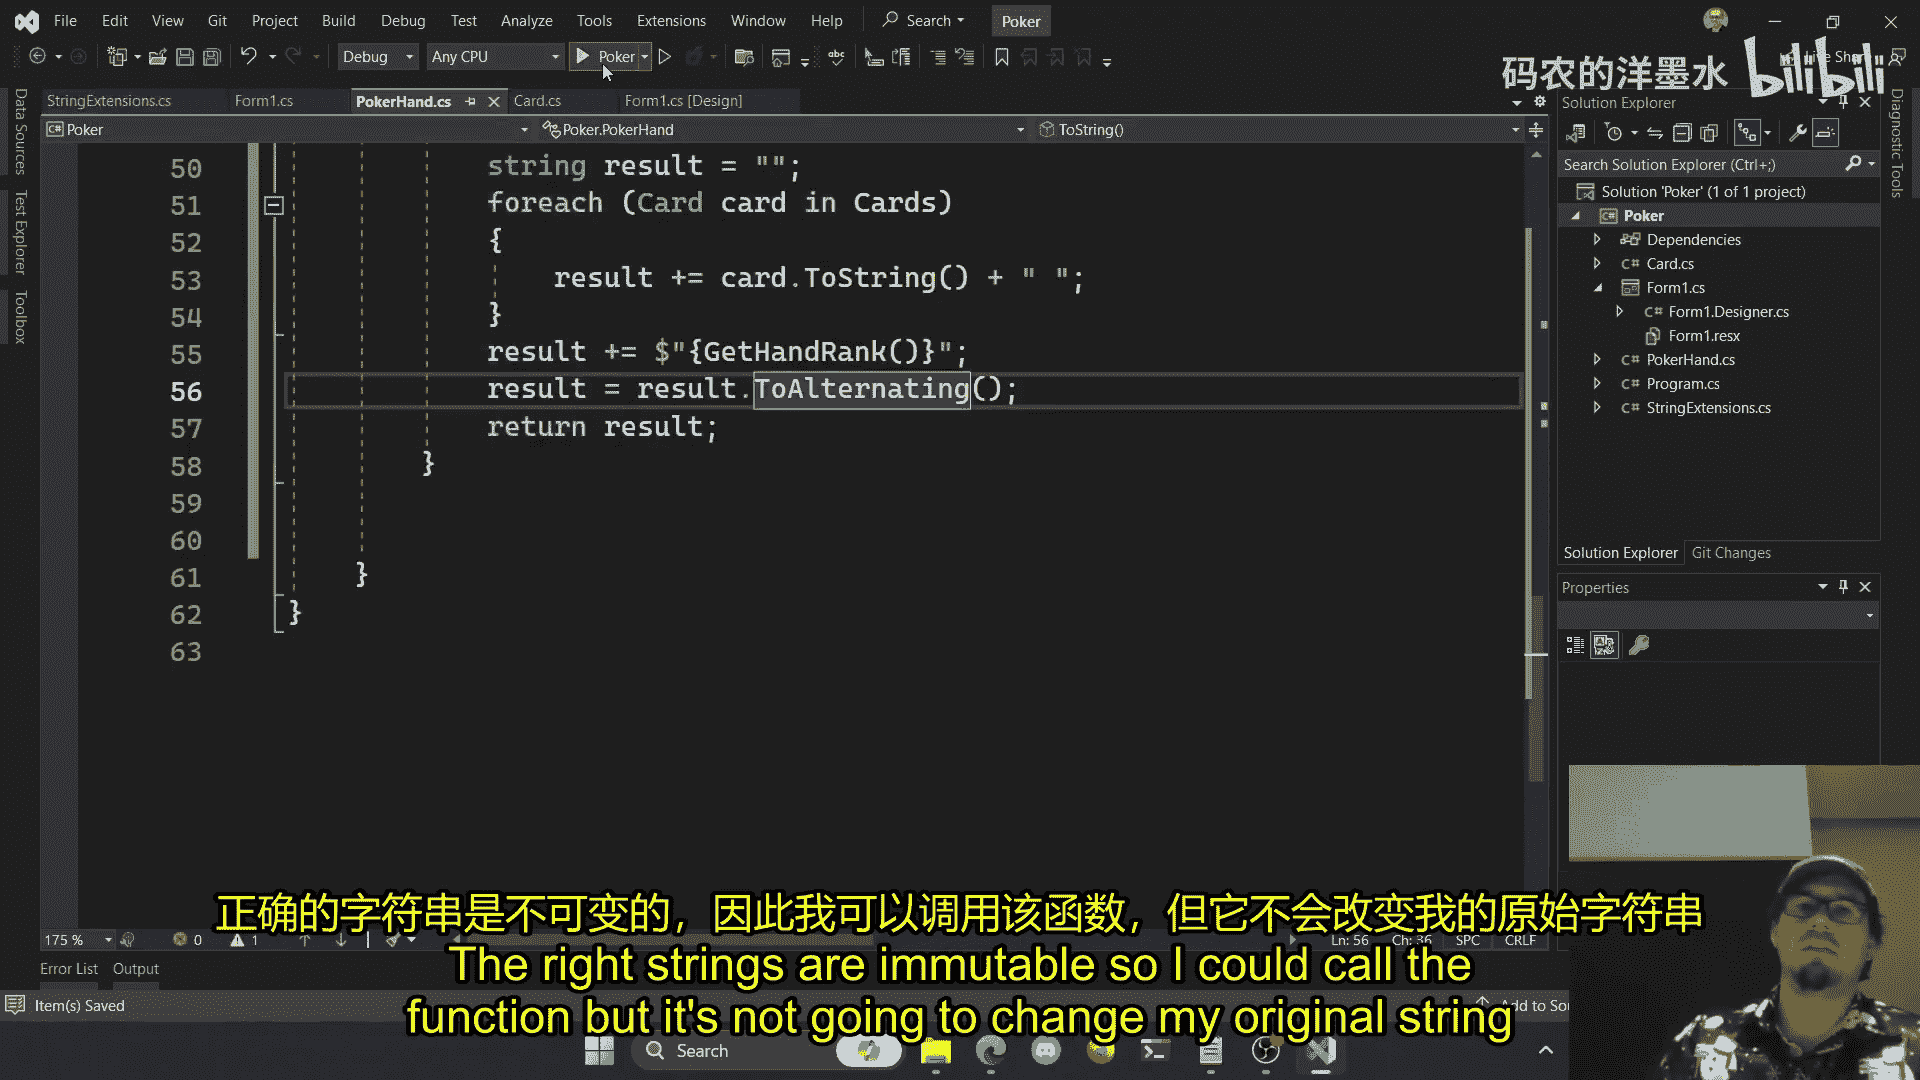 File Edit View Git Project Build Debug Test Analyze Tools Extensions Window Help Search Poker
Debug Any CPU Poker
码农的洋墨水 bilibili
StringExtensions.cs Form1.cs PokerHand.cs Card.cs Form1.cs [Design]
Poker Poker.PokerHand ToString()
Data Sources
Test Explorer
Toolbox
50 string result = "";
51 foreach (Card card in Cards)
52 {
53 result += card.ToString() + " ";
54 }
55 result += $"{GetHandRank()}";
56 result = result.ToAlternating();
57 return result;
58 }
59
60
61 }
62 }
63
Solution Explorer
Search Solution Explorer (Ctrl+;)
Solution 'Poker' (1 of 1 project)
Poker
Dependencies
C# Card.cs
Form1.cs
C# Form1.Designer.cs
Form1.resx
C# PokerHand.cs
C# Program.cs
C# StringExtensions.cs
Solution Explorer Git Changes
Properties
Diagnostic Tools
正确的字符串是不可变的，因此我可以调用该函数，但它不会改变我的原始字符串
175 % 0 1 Ln: 56 Ch: 36 SPC CRLF
The right strings are immutable so I could call the
function but it's not going to change my original string
Error List Output
Item(s) Saved
Add to So
Search